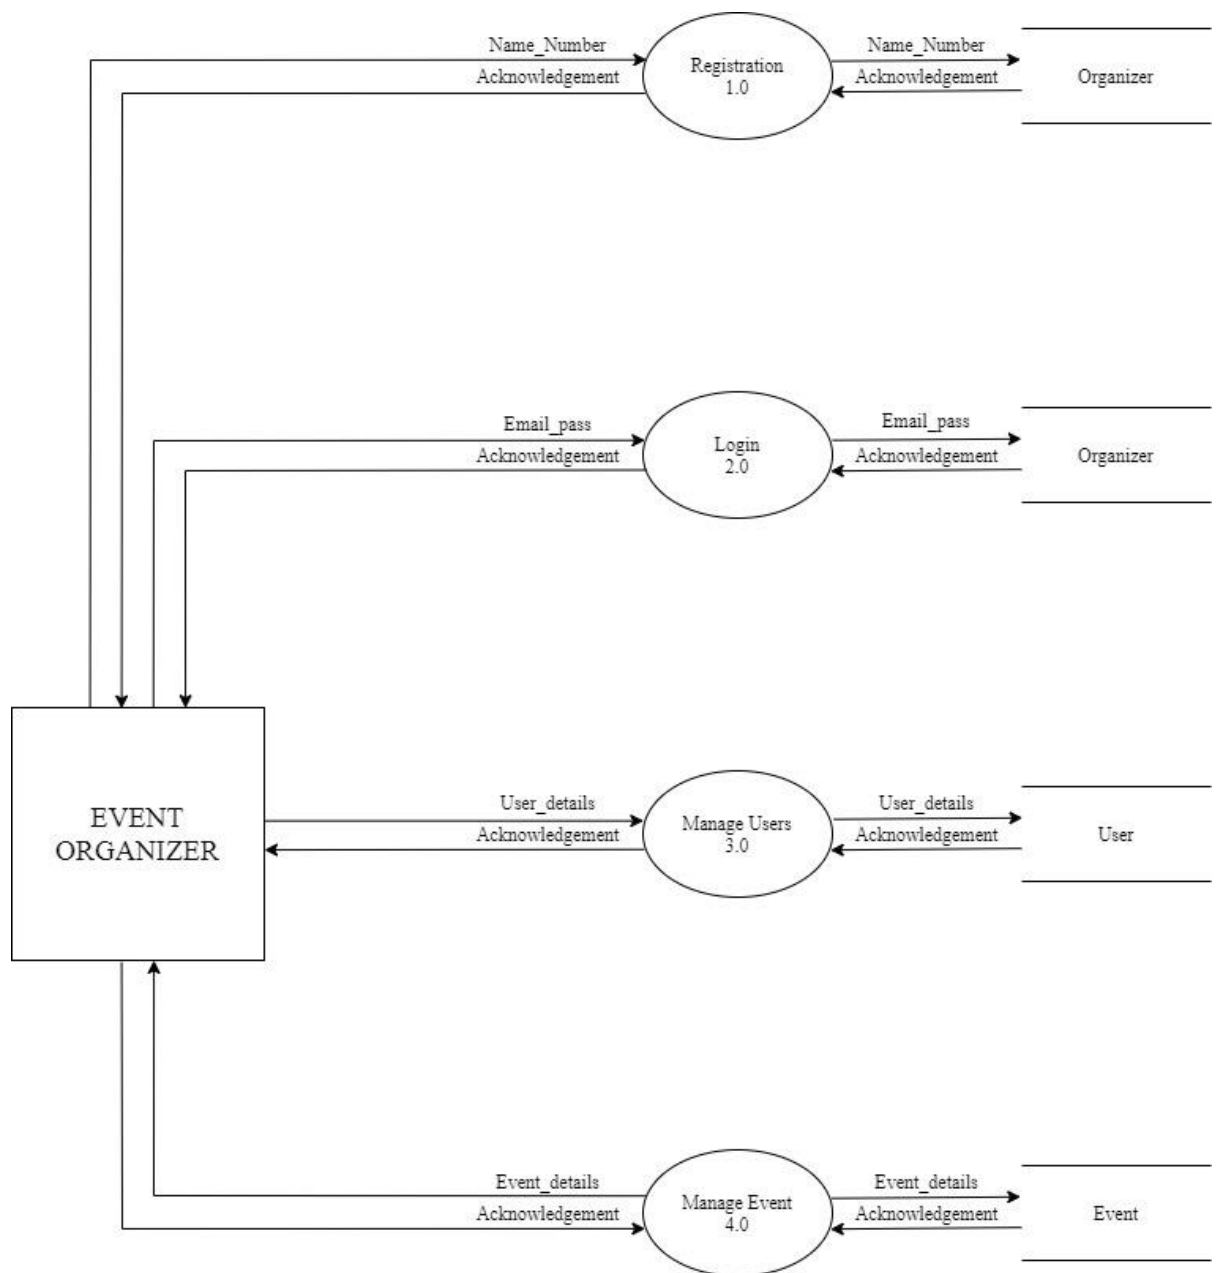 Name_Number
Acknowledgement
Registration
1.0
Name_Number
Acknowledgement
Organizer
Email_pass
Acknowledgement
Login
2.0
Email_pass
Acknowledgement
Organizer
EVENT
ORGANIZER
User_details
Acknowledgement
Manage Users
3.0
User_details
Acknowledgement
User
Event_details
Acknowledgement
Manage Event
4.0
Event_details
Acknowledgement
Event